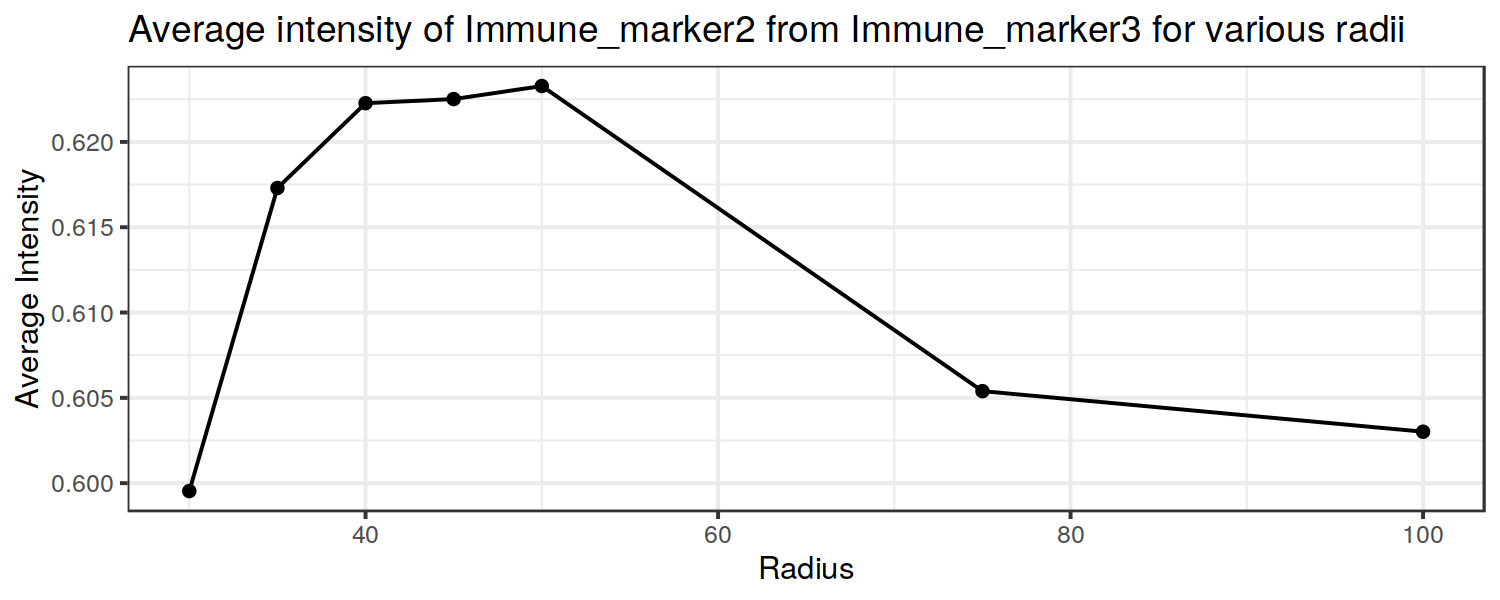 Average intensity of Immune_marker2 from Immune_marker3 for various radii
Average Intensity
0.620
0.615
0.610
0.605
0.600
40 60 80 100
Radius